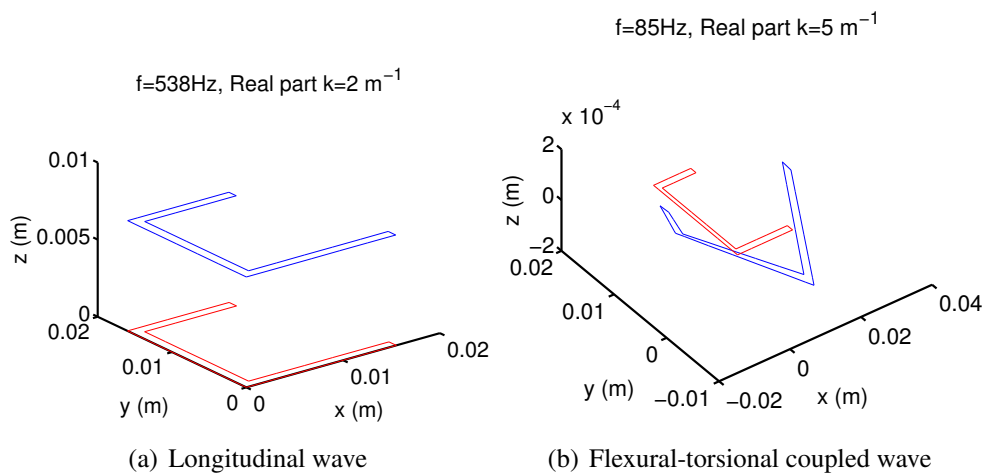 f=538Hz, Real part k=2 m⁻¹
0.01
0.005
0
z (m)
0.02
0.01
0
y (m)
0
0.01
0.02
x (m)
(a) Longitudinal wave
f=85Hz, Real part k=5 m⁻¹
x 10⁻⁴
2
0
−2
z (m)
0.02
0.01
0
−0.01
y (m)
−0.02
0
0.02
0.04
x (m)
(b) Flexural-torsional coupled wave